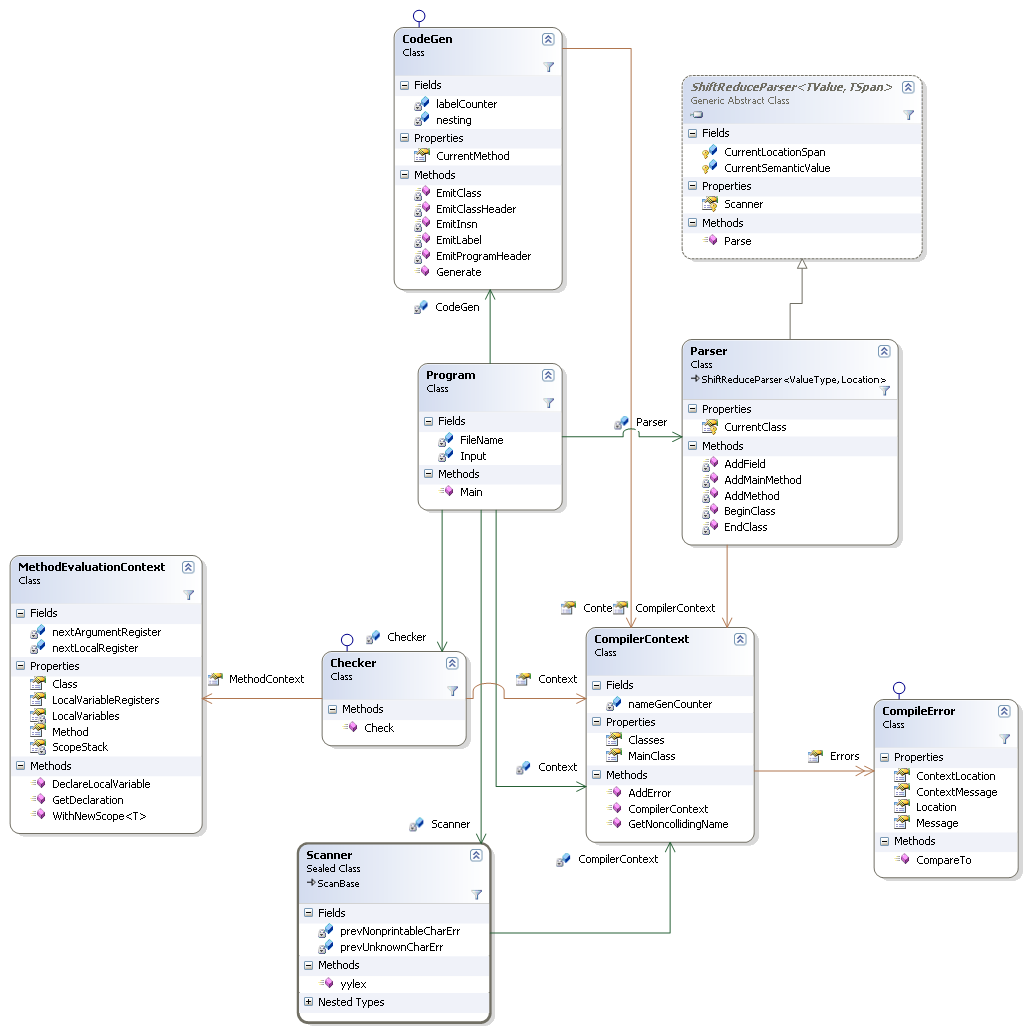 CodeGen
Class
Fields
labelCounter
nesting
Properties
CurrentMethod
Methods
EmitClass
EmitClassHeader
EmitInsn
EmitLabel
EmitProgramHeader
Generate
ShiftReduceParser<TValue, TSpan>
Generic Abstract Class
Fields
CurrentLocationSpan
CurrentSemanticValue
Properties
Scanner
Methods
Parse
CodeGen
Program
Class
Fields
FileName
Input
Methods
Main
Parser
Parser
Class
ShiftReduceParser<ValueType, Location>
Properties
CurrentClass
Methods
AddField
AddMainMethod
AddMethod
BeginClass
EndClass
MethodEvaluationContext
Class
Fields
nextArgumentRegister
nextLocalRegister
Properties
Class
LocalVariableRegisters
LocalVariables
Method
ScopeStack
Methods
DeclareLocalVariable
GetDeclaration
WithNewScope<T>
MethodContext
Checker
Checker
Class
Methods
Check
Context
Context
Conte
CompilerContext
CompilerContext
Class
Fields
nameGenCounter
Properties
Classes
MainClass
Methods
AddError
CompilerContext
GetNoncollidingName
Errors
CompileError
Class
Properties
ContextLocation
ContextMessage
Location
Message
Methods
CompareTo
Scanner
CompilerContext
Scanner
Sealed Class
ScanBase
Fields
prevNonprintableCharErr
prevUnknownCharErr
Methods
yylex
Nested Types